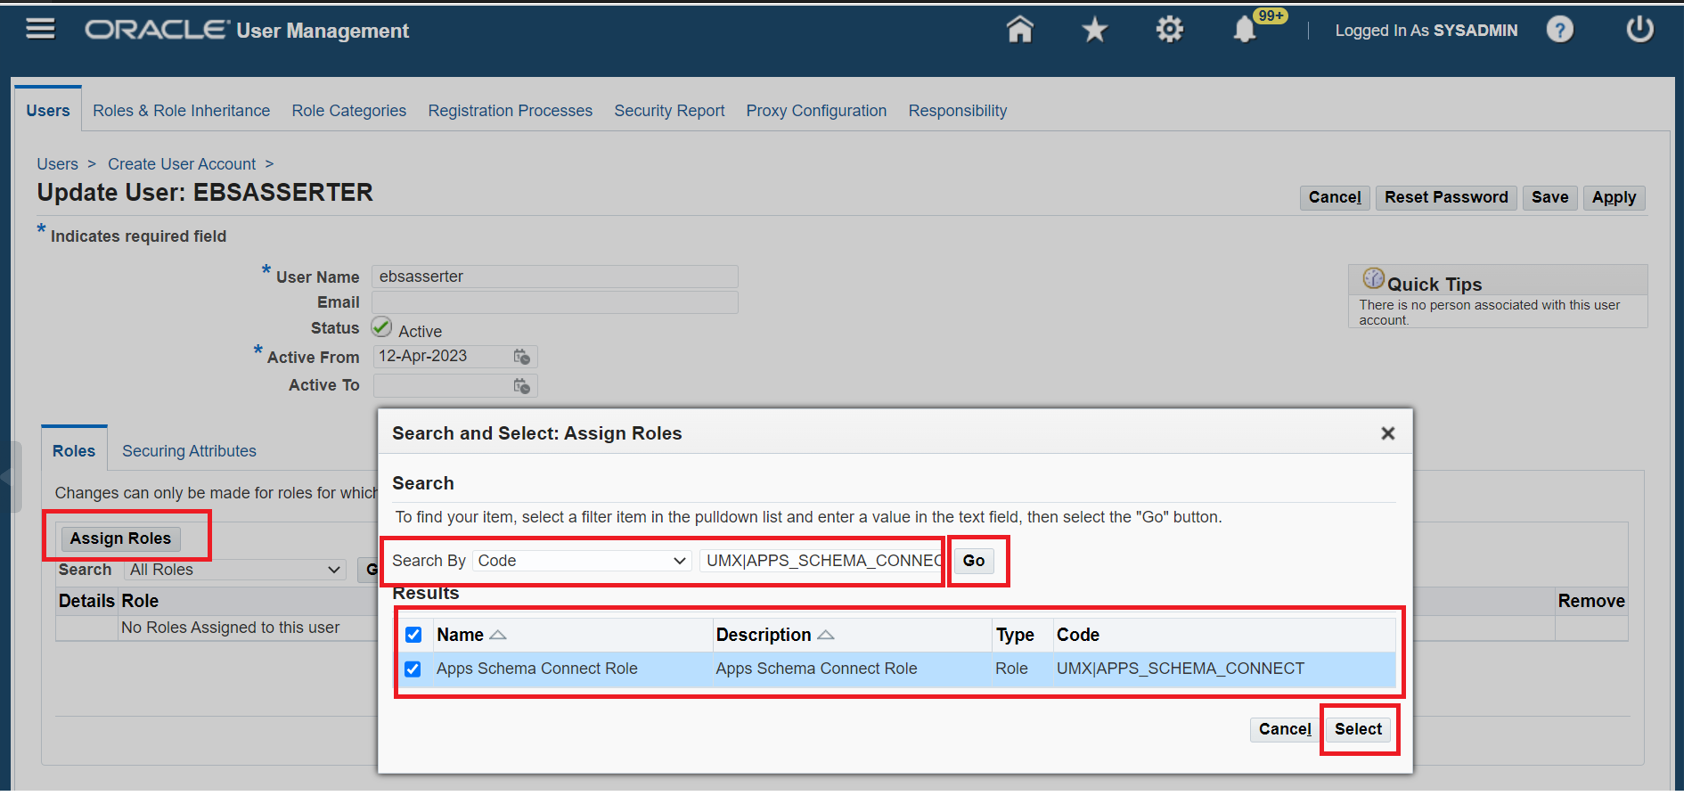 ORACLE® User Management
99+
Logged In As SYSADMIN
?
Users Roles & Role Inheritance Role Categories Registration Processes Security Report Proxy Configuration Responsibility
Users > Create User Account >
Update User: EBSASSERTER
Cancel Reset Password Save Apply
* Indicates required field
* User Name ebsasserter
Email
Status Active
* Active From 12-Apr-2023
Active To
Quick Tips
There is no person associated with this user
account.
Roles Securing Attributes
Changes can only be made for roles for which
Assign Roles
Search All Roles G
Details Role Remove
No Roles Assigned to this user
Search and Select: Assign Roles
Search
To find your item, select a filter item in the pulldown list and enter a value in the text field, then select the "Go" button.
Search By Code UMX|APPS_SCHEMA_CONNEC Go
Results
Name Description Type Code
Apps Schema Connect Role Apps Schema Connect Role Role UMX|APPS_SCHEMA_CONNECT
Cancel Select